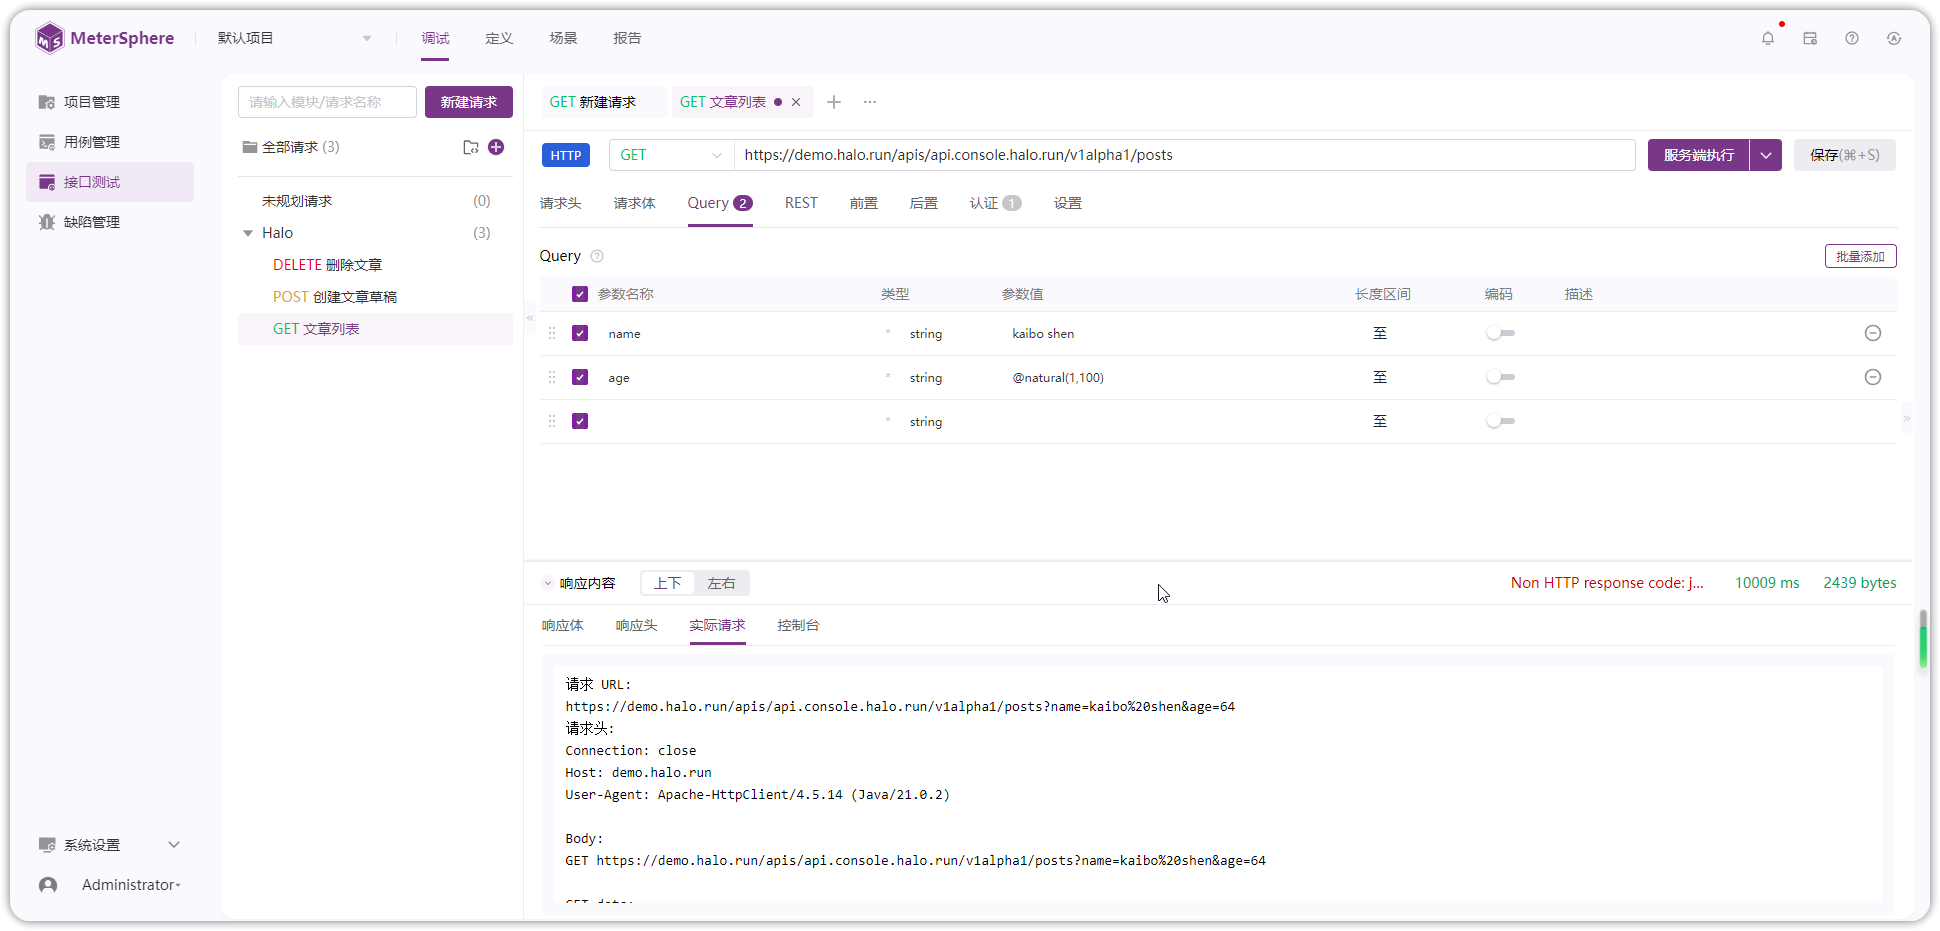 MeterSphere
默认项目
调试
定义
场景
报告
项目管理
用例管理
接口测试
缺陷管理
系统设置
Administrator
请输入模块/请求名称
新建请求
全部请求 (3)
未规划请求 (0)
Halo (3)
DELETE 删除文章
POST 创建文章草稿
GET 文章列表
GET 新建请求
GET 文章列表
HTTP
GET
https://demo.halo.run/apis/api.console.halo.run/v1alpha1/posts
服务端执行
保存(⌘+S)
请求头 请求体 Query 2 REST 前置 后置 认证 1 设置
Query
批量添加
参数名称 类型 参数值 长度区间 编码 描述
name * string kaibo shen 至
age * string @natural(1,100) 至
* string 至
响应内容 上下 左右
Non HTTP response code: j... 10009 ms 2439 bytes
响应体 响应头 实际请求 控制台
请求 URL:
https://demo.halo.run/apis/api.console.halo.run/v1alpha1/posts?name=kaibo%20shen&age=64
请求头:
Connection: close
Host: demo.halo.run
User-Agent: Apache-HttpClient/4.5.14 (Java/21.0.2)
Body:
GET https://demo.halo.run/apis/api.console.halo.run/v1alpha1/posts?name=kaibo%20shen&age=64
GET data: